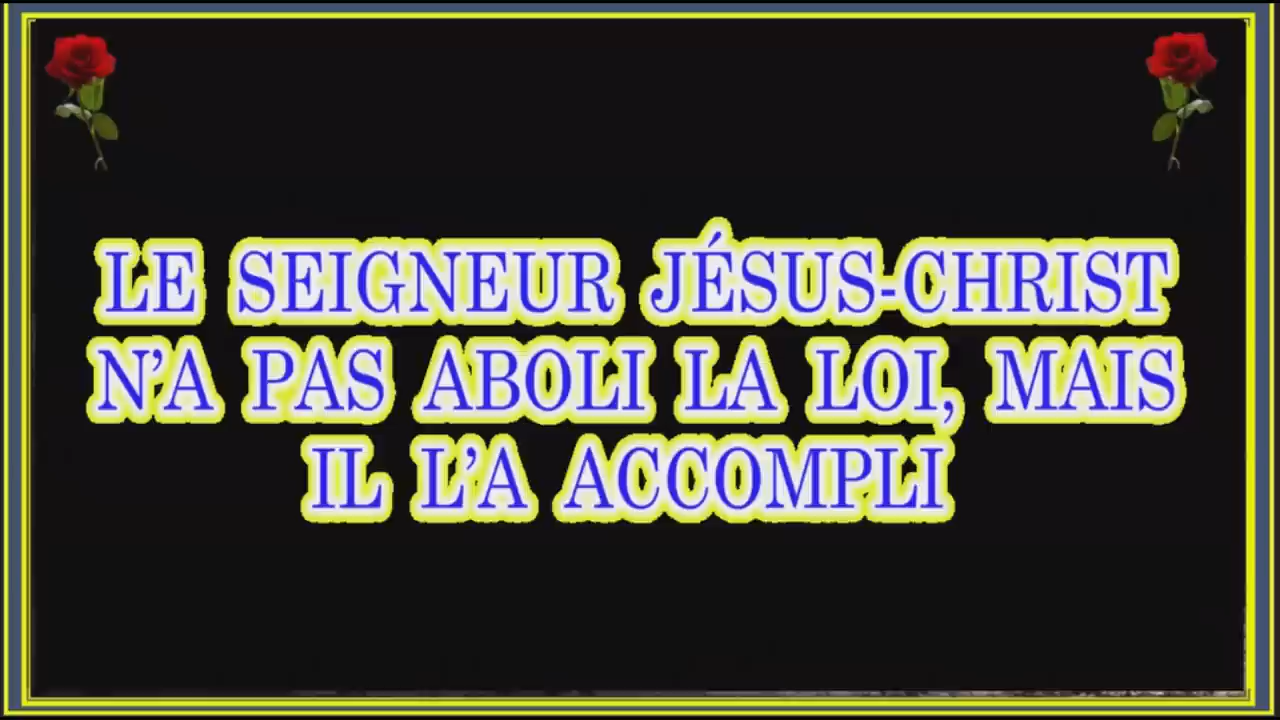 LE SEIGNEUR JÉSUS-CHRIST
N'A PAS ABOLI LA LOI, MAIS
IL L'A ACCOMPLI